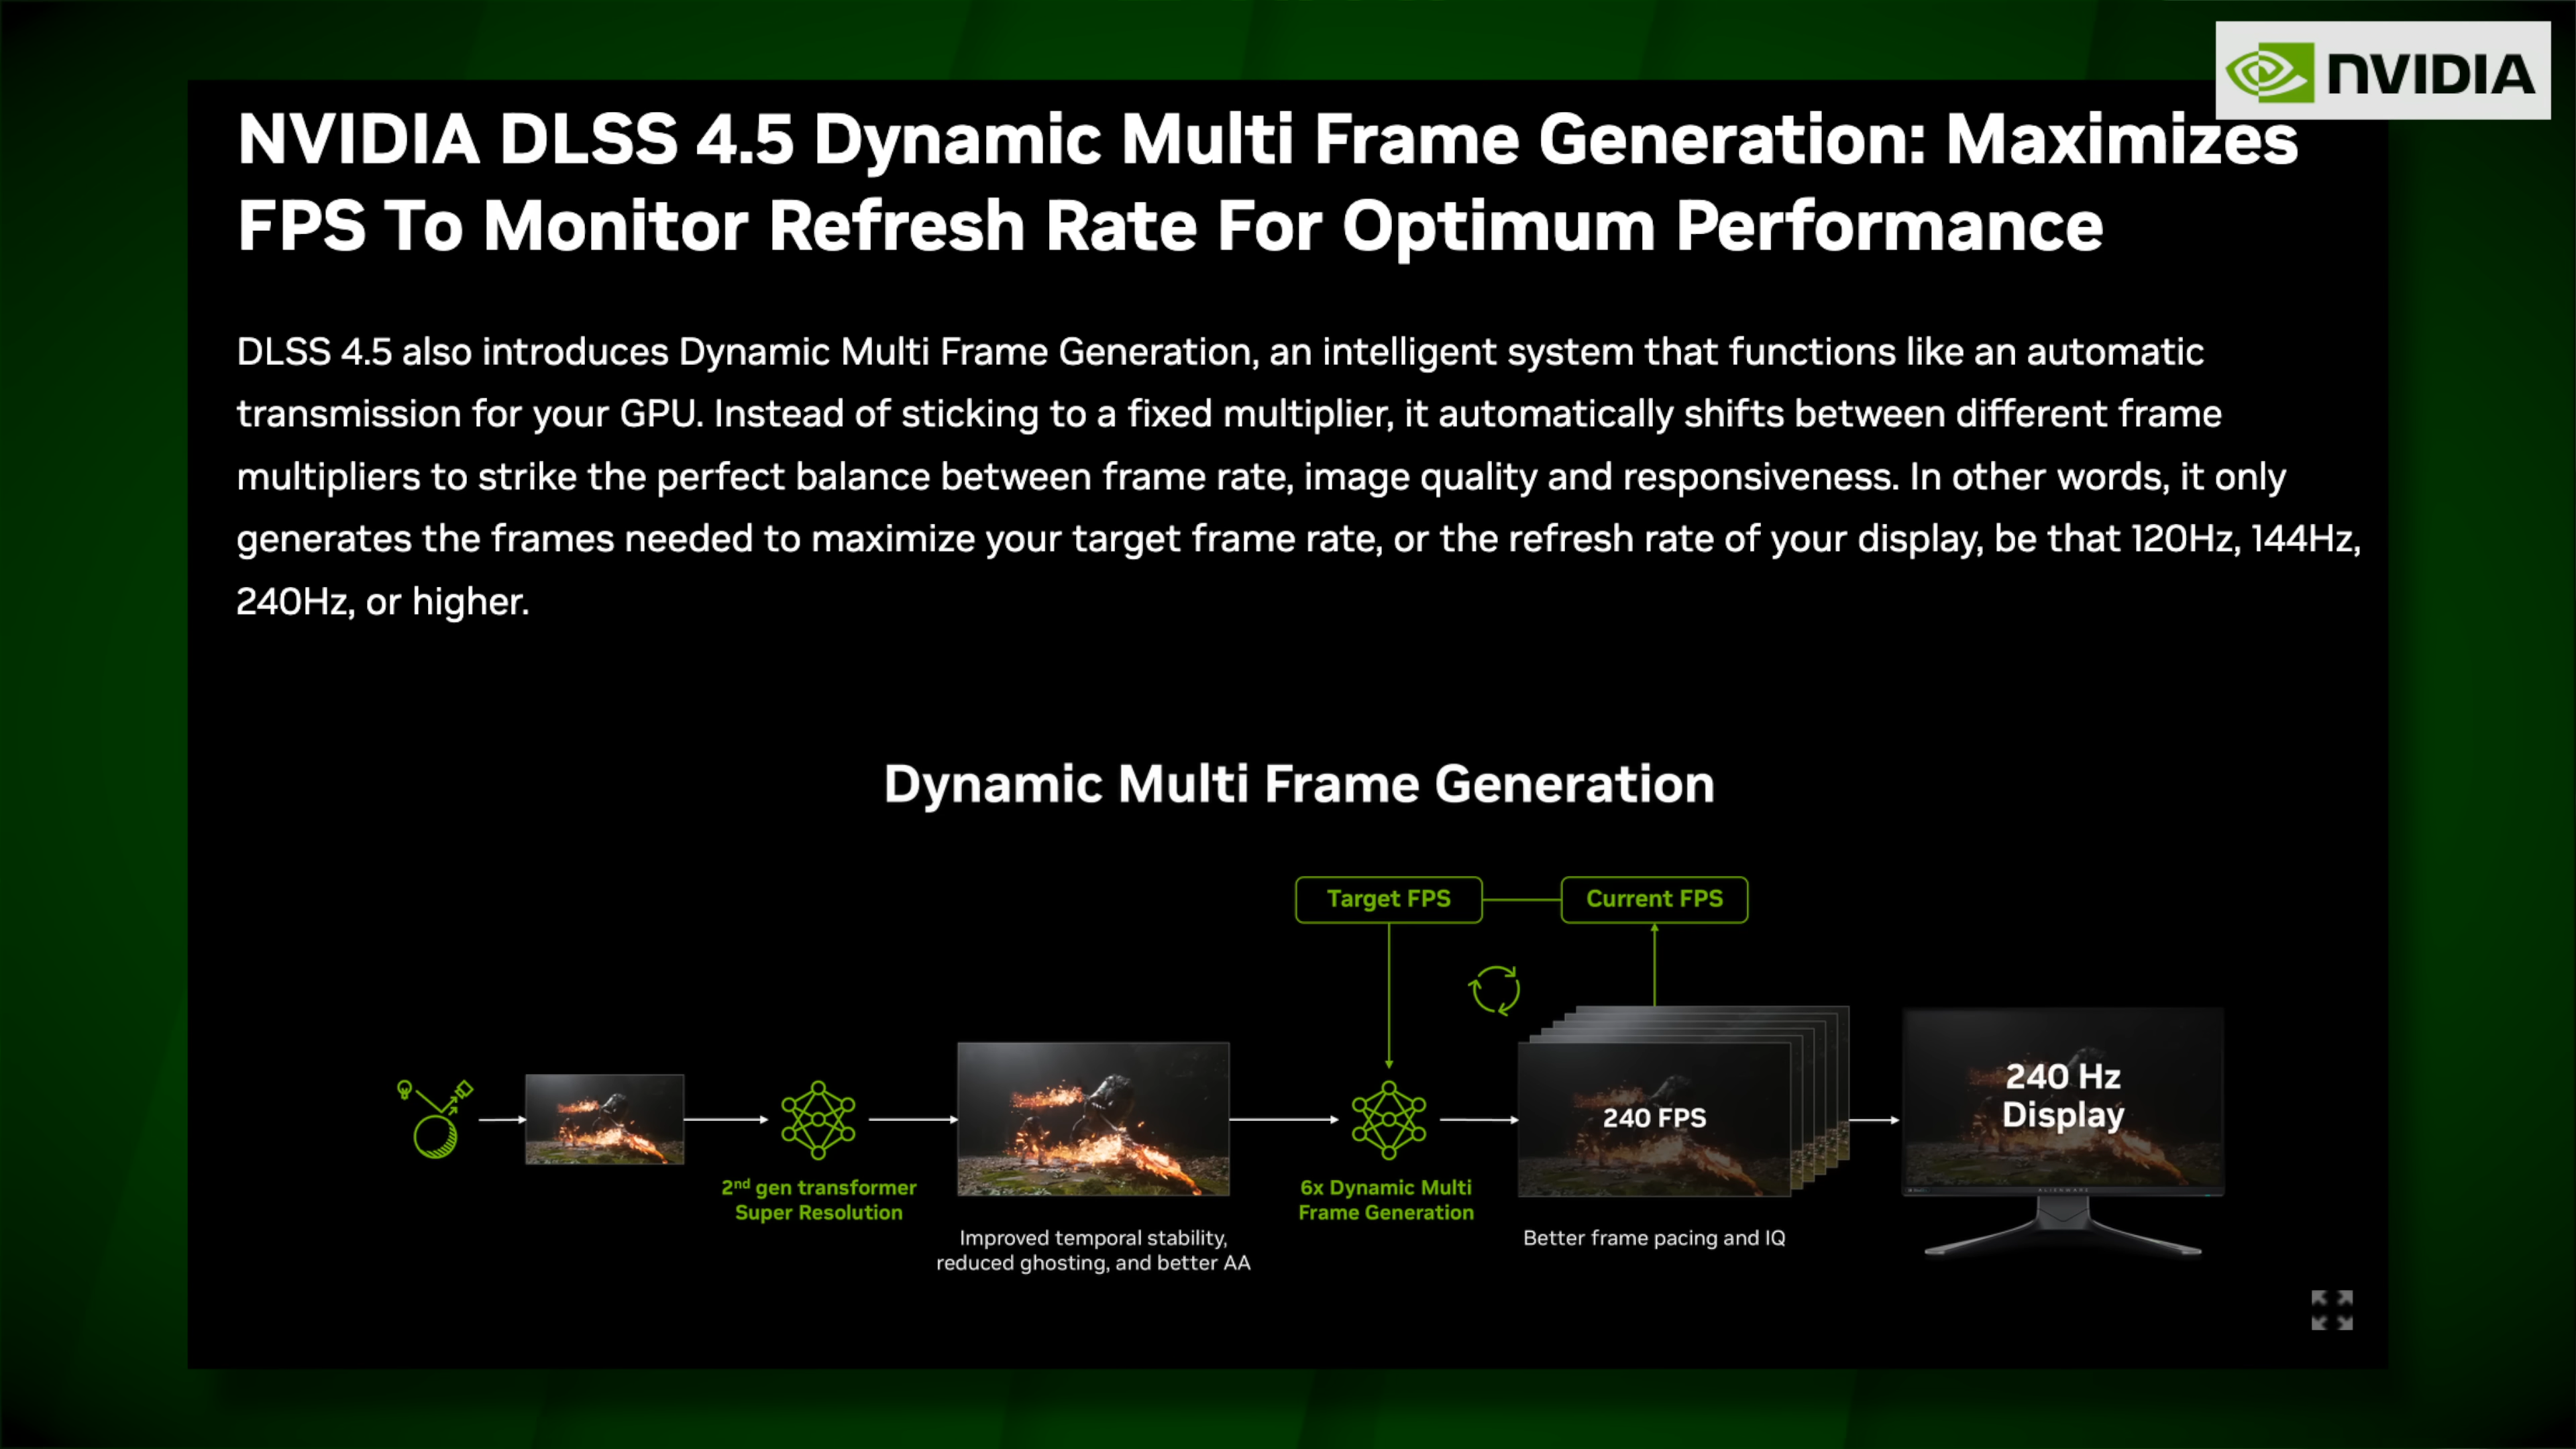 NVIDIA
NVIDIA DLSS 4.5 Dynamic Multi Frame Generation: Maximizes
FPS To Monitor Refresh Rate For Optimum Performance
DLSS 4.5 also introduces Dynamic Multi Frame Generation, an intelligent system that functions like an automatic
transmission for your GPU. Instead of sticking to a fixed multiplier, it automatically shifts between different frame
multipliers to strike the perfect balance between frame rate, image quality and responsiveness. In other words, it only
generates the frames needed to maximize your target frame rate, or the refresh rate of your display, be that 120Hz, 144Hz,
240Hz, or higher.
Dynamic Multi Frame Generation
Target FPS
Current FPS
2nd gen transformer
Super Resolution
Improved temporal stability,
reduced ghosting, and better AA
6x Dynamic Multi
Frame Generation
240 FPS
Better frame pacing and IQ
240 Hz
Display
ALIENWARE